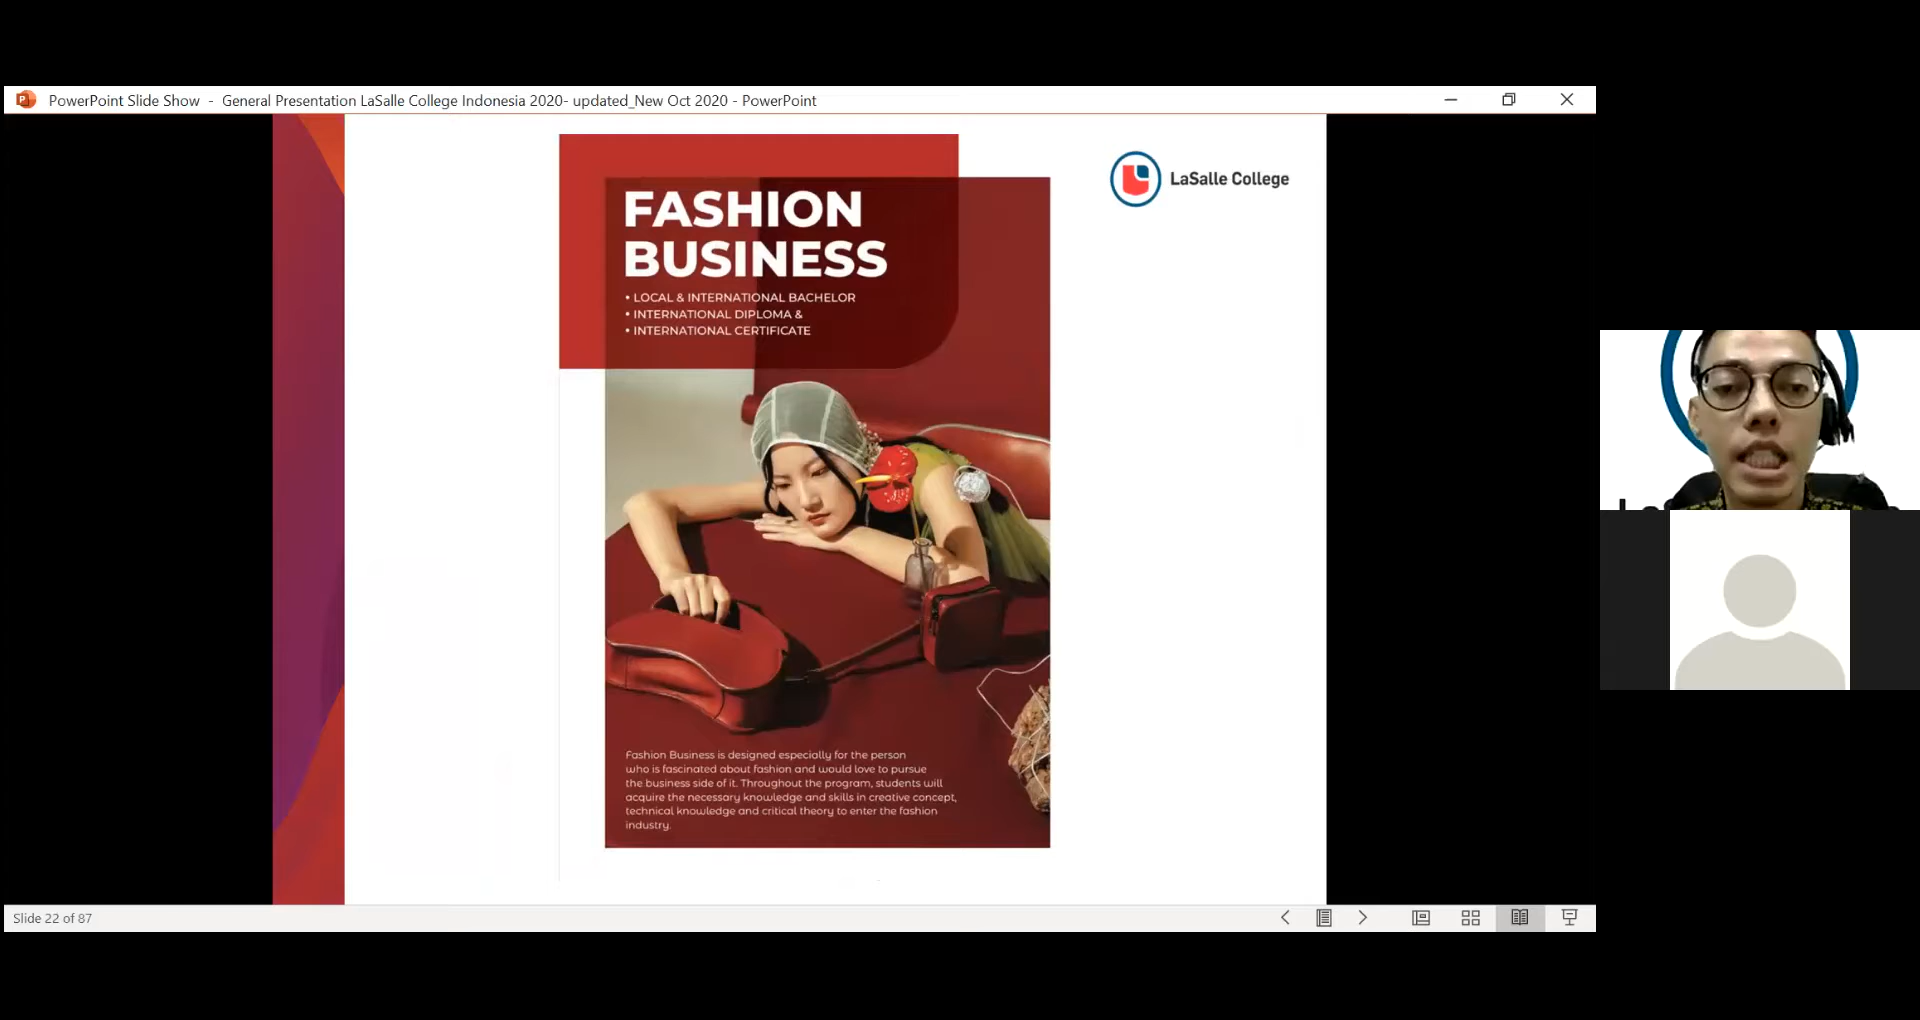 PowerPoint Slide Show - General Presentation LaSalle College Indonesia 2020- updated_New Oct 2020 - PowerPoint
LaSalle College
FASHION
BUSINESS
• LOCAL & INTERNATIONAL BACHELOR
• INTERNATIONAL DIPLOMA &
• INTERNATIONAL CERTIFICATE
Fashion Business is designed especially for the person
who is fascinated about fashion and would love to pursue
the business side of it. Throughout the program, students will
acquire the necessary knowledge and skills in creative concept,
technical knowledge and critical theory to enter the fashion
industry.
Slide 22 of 87